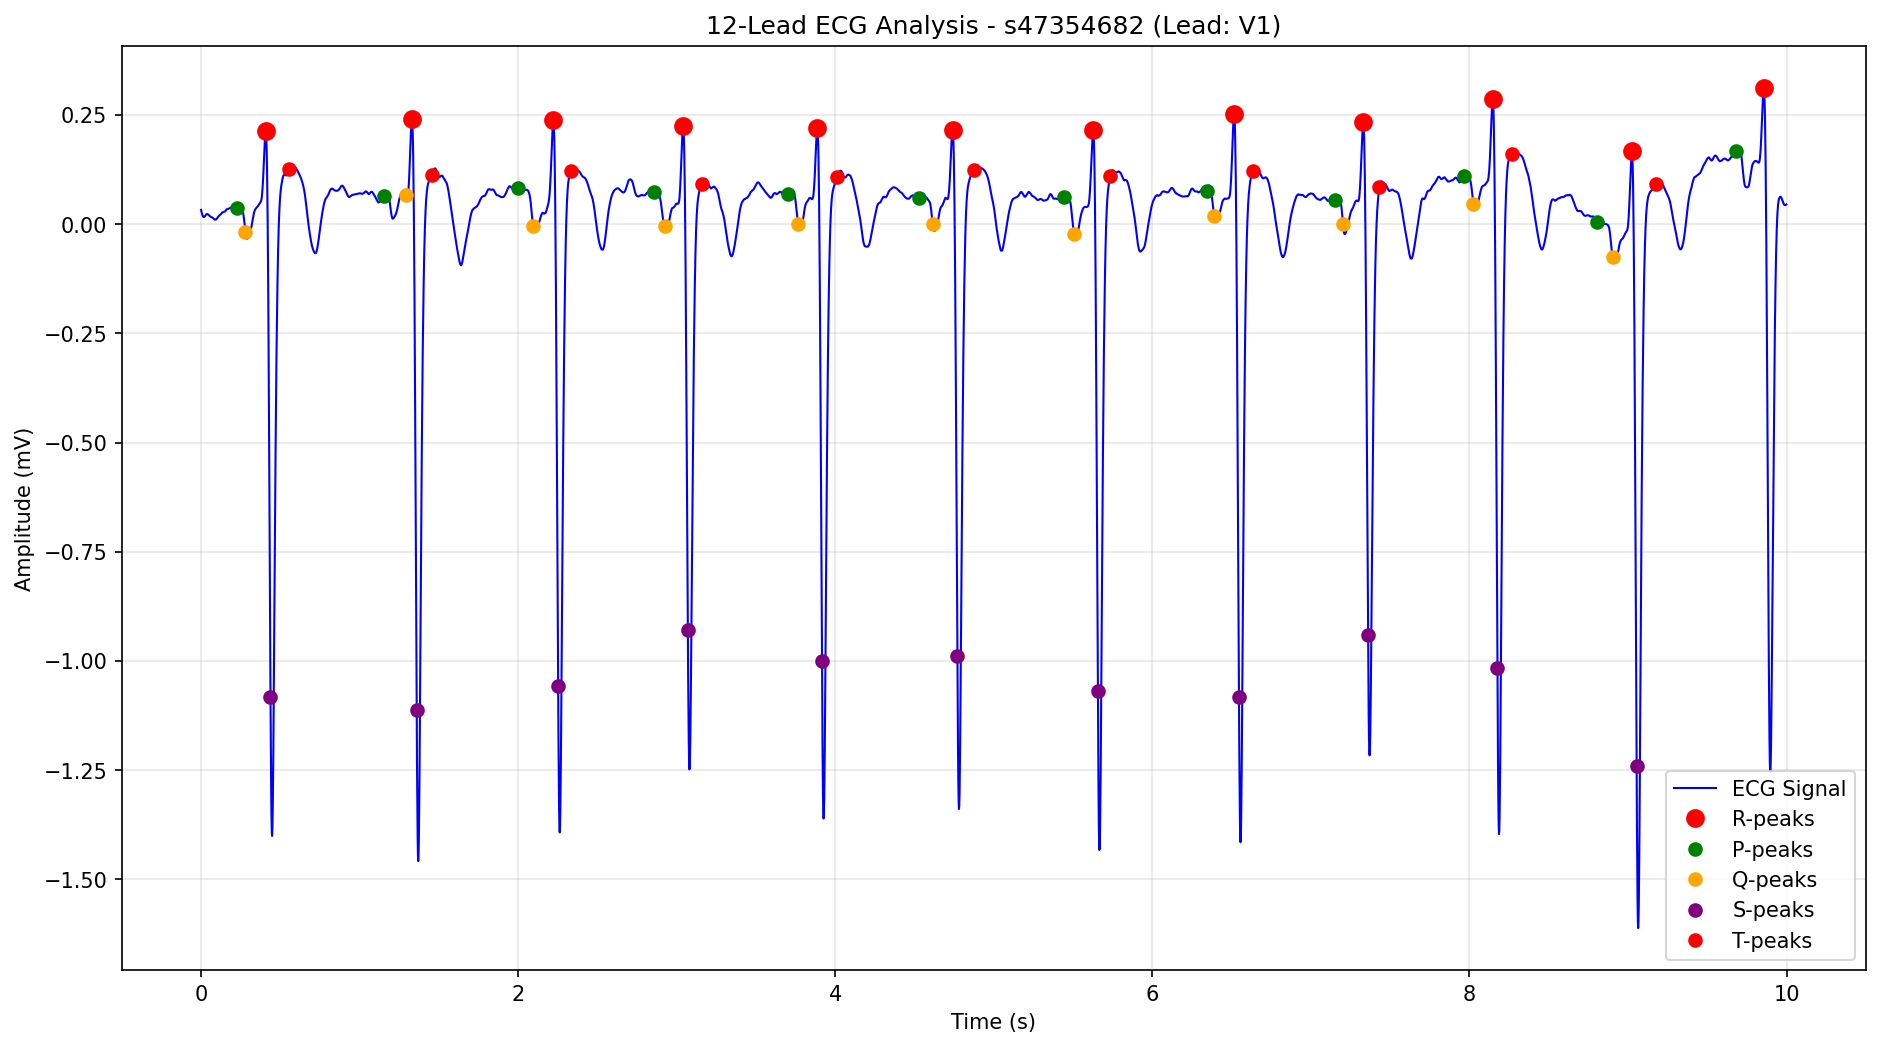 12-Lead ECG Analysis - s47354682 (Lead: V1)
0.25
0.00
−0.25
−0.50
−0.75
−1.00
−1.25
−1.50
Amplitude (mV)
0
2
4
6
8
10
Time (s)
ECG Signal
R-peaks
P-peaks
Q-peaks
S-peaks
T-peaks